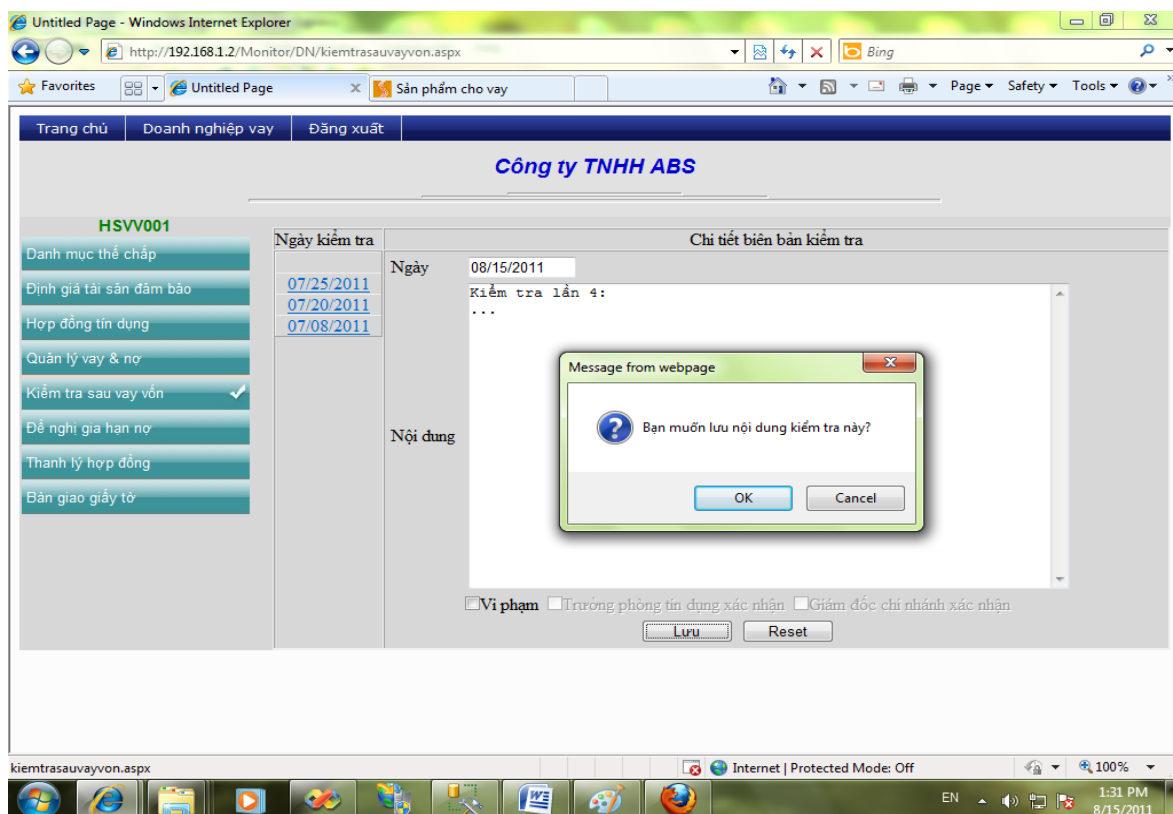 Untitled Page - Windows Internet Explorer
http://192.168.1.2/Monitor/DN/kiemtrasauvayvon.aspx
Bing
Favorites
Untitled Page
Sản phẩm cho vay
Page
Safety
Tools
Trang chủ
Doanh nghiệp vay
Đăng xuất
Công ty TNHH ABS
HSVV001
Danh mục thế chấp
Định giá tài sản đảm bảo
Hợp đồng tín dụng
Quản lý vay & nợ
Kiểm tra sau vay vốn
Đề nghị gia hạn nợ
Thanh lý hợp đồng
Bàn giao giấy tờ
Ngày kiểm tra
07/25/2011
07/20/2011
07/08/2011
Chi tiết biên bản kiểm tra
Ngày
08/15/2011
Nội dung
Kiểm tra lần 4:
...
Message from webpage
Bạn muốn lưu nội dung kiểm tra này?
OK
Cancel
Vi phạm
Trưởng phòng tín dụng xác nhận
Giám đốc chi nhánh xác nhận
Lưu
Reset
kiemtrasauvayvon.aspx
Internet | Protected Mode: Off
100%
EN
1:31 PM
8/15/2011